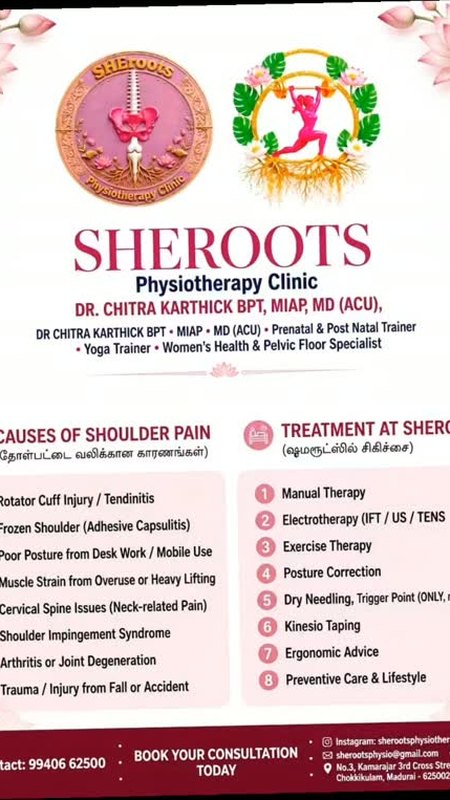 SHEroots
Physiotherapy Clinic
SHEROOTS
Physiotherapy Clinic
DR. CHITRA KARTHICK BPT, MIAP, MD (ACU),
DR CHITRA KARTHICK BPT • MIAP • MD (ACU) • Prenatal & Post Natal Trainer
• Yoga Trainer • Women's Health & Pelvic Floor Specialist
CAUSES OF SHOULDER PAIN
(தோள்பட்டை வலிக்கான காரணங்கள்)
Rotator Cuff Injury / Tendinitis
Frozen Shoulder (Adhesive Capsulitis)
Poor Posture from Desk Work / Mobile Use
Muscle Strain from Overuse or Heavy Lifting
Cervical Spine Issues (Neck-related Pain)
Shoulder Impingement Syndrome
Arthritis or Joint Degeneration
Trauma / Injury from Fall or Accident
TREATMENT AT SHERO
(ஷுமரூட்ஸில் சிகிச்சை)
1 Manual Therapy
2 Electrotherapy (IFT / US / TENS
3 Exercise Therapy
4 Posture Correction
5 Dry Needling, Trigger Point (ONLY,
6 Kinesio Taping
7 Ergonomic Advice
8 Preventive Care & Lifestyle
tact: 99406 62500
BOOK YOUR CONSULTATION
TODAY
Instagram: sherootsphysiother
sherootsphysio@gmail.com
No.3, Kamarajar 3rd Cross Stre
Chokkikulam, Madurai - 625002